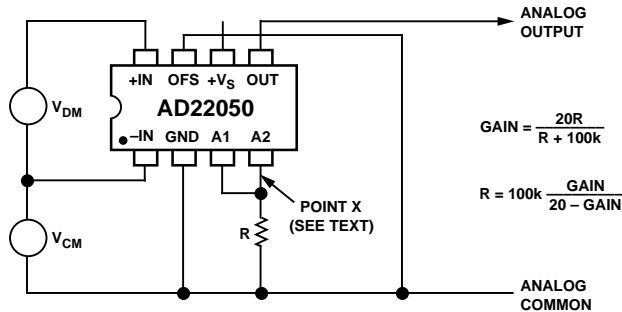 ANALOG
OUTPUT
+IN OFS +VS OUT
AD22050
–IN GND A1 A2
VDM
VCM
GAIN = 20R / R + 100k
R = 100k GAIN / 20 – GAIN
POINT X
(SEE TEXT)
R
ANALOG
COMMON